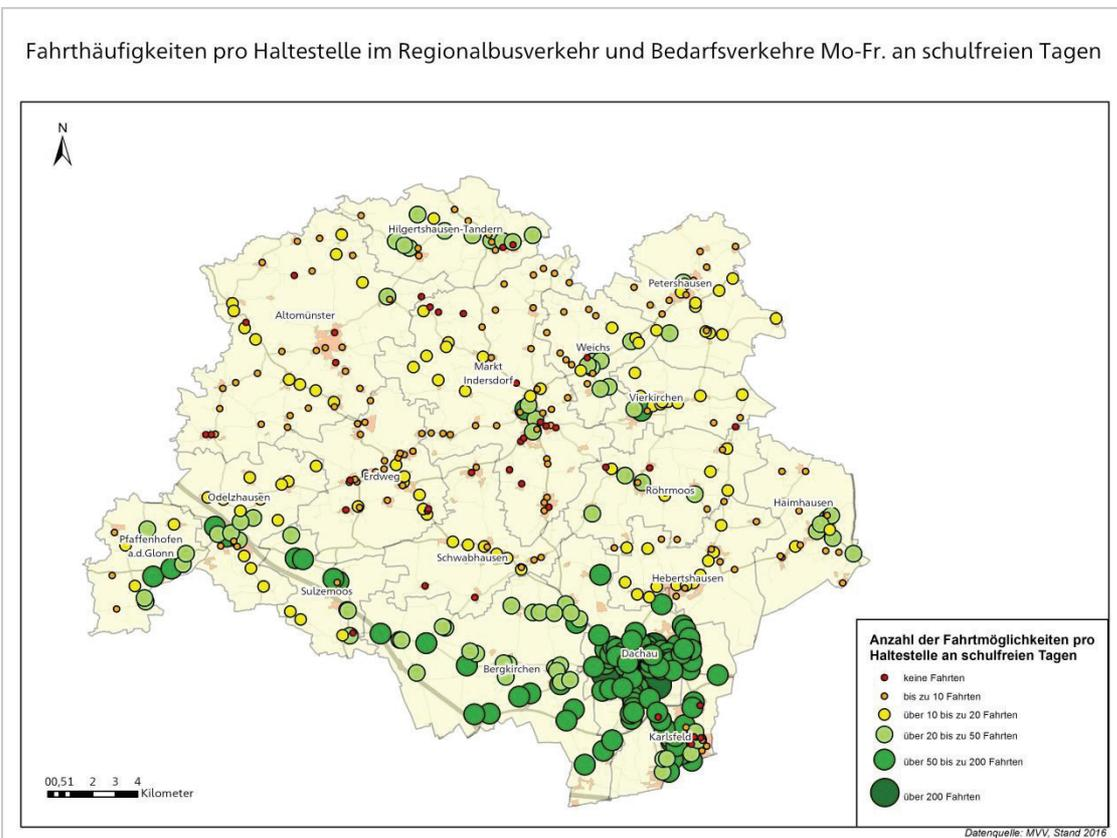 Fahrthäufigkeiten pro Haltestelle im Regionalbusverkehr und Bedarfsverkehre Mo-Fr. an schulfreien Tagen
N
Hilgertshausen-Tandern
Petershausen
Altomünster
Weichs
Markt
Indersdorf
Vierkirchen
Erdweg
Röhrmoos
Odelzhausen
Haimhausen
Pfaffenhofen
a.d.Glonn
Schwabhausen
Hebertshausen
Sulzemoos
Dachau
Bergkirchen
Karlsfeld
00,51 2 3 4
Kilometer
Anzahl der Fahrtmöglichkeiten pro
Haltestelle an schulfreien Tagen
keine Fahrten
bis zu 10 Fahrten
über 10 bis zu 20 Fahrten
über 20 bis zu 50 Fahrten
über 50 bis zu 200 Fahrten
über 200 Fahrten
Datenquelle: MVV, Stand 2016